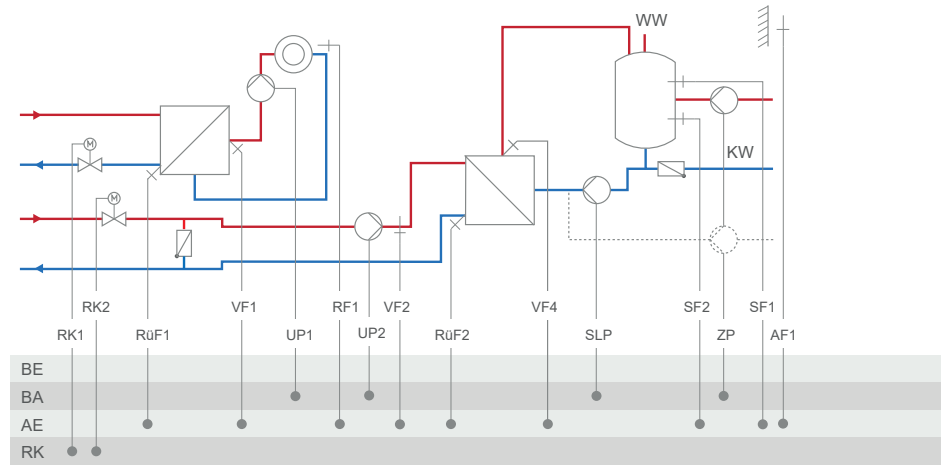 WW
M
KW
M
RK2 VF1 RF1 VF2 VF4 SF2 SF1
RK1 RüF1 UP1 UP2 RüF2 SLP ZP AF1
BE
BA
AE
RK